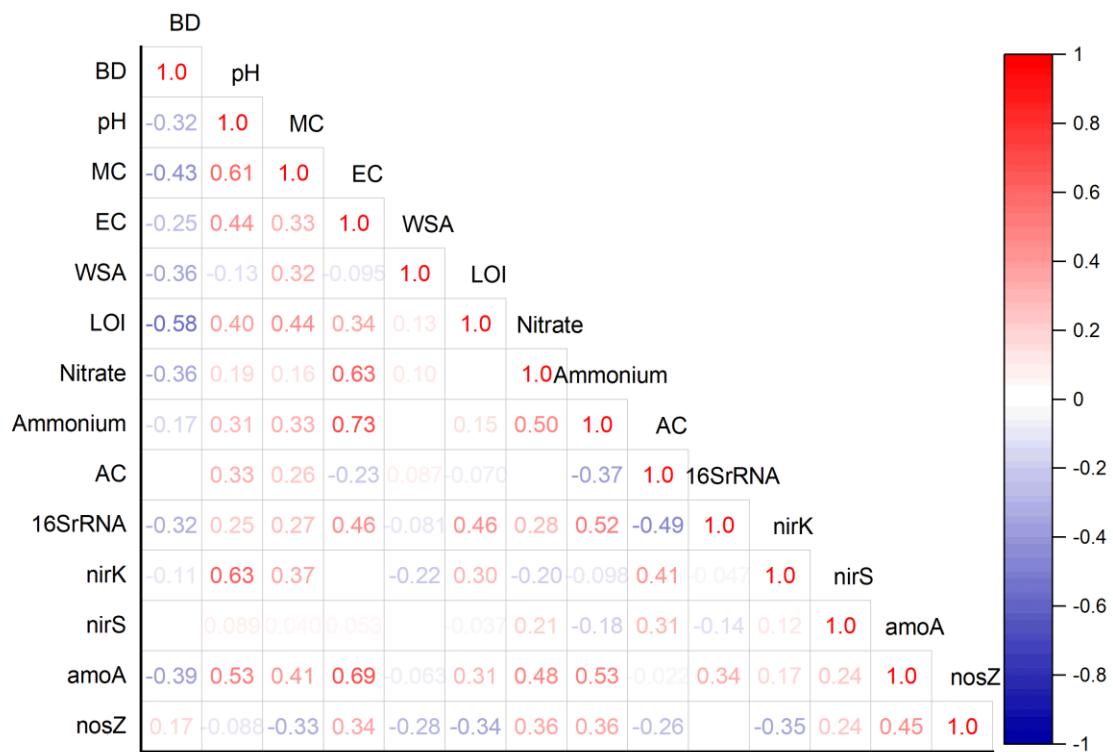 BD
BD 1.0 pH
pH -0.32 1.0 MC
MC -0.43 0.61 1.0 EC
EC -0.25 0.44 0.33 1.0 WSA
WSA -0.36 -0.13 0.32 -0.095 1.0 LOI
LOI -0.58 0.40 0.44 0.34 0.13 1.0 Nitrate
Nitrate -0.36 0.19 0.16 0.63 0.10 1.0 Ammonium
Ammonium -0.17 0.31 0.33 0.73 0.15 0.50 1.0 AC
AC 0.33 0.26 -0.23 0.087 -0.070 -0.37 1.0 16SrRNA
16SrRNA -0.32 0.25 0.27 0.46 -0.081 0.46 0.28 0.52 -0.49 1.0 nirK
nirK -0.11 0.63 0.37 -0.22 0.30 -0.20 -0.098 0.41 -0.047 1.0 nirS
nirS 0.089 0.040 0.053 -0.037 0.21 -0.18 0.31 -0.14 0.12 1.0 amoA
amoA -0.39 0.53 0.41 0.69 -0.063 0.31 0.48 0.53 -0.022 0.34 0.17 0.24 1.0 nosZ
nosZ 0.17 -0.088 -0.33 0.34 -0.28 -0.34 0.36 0.36 -0.26 -0.35 0.24 0.45 1.0
1
0.8
0.6
0.4
0.2
0
-0.2
-0.4
-0.6
-0.8
-1